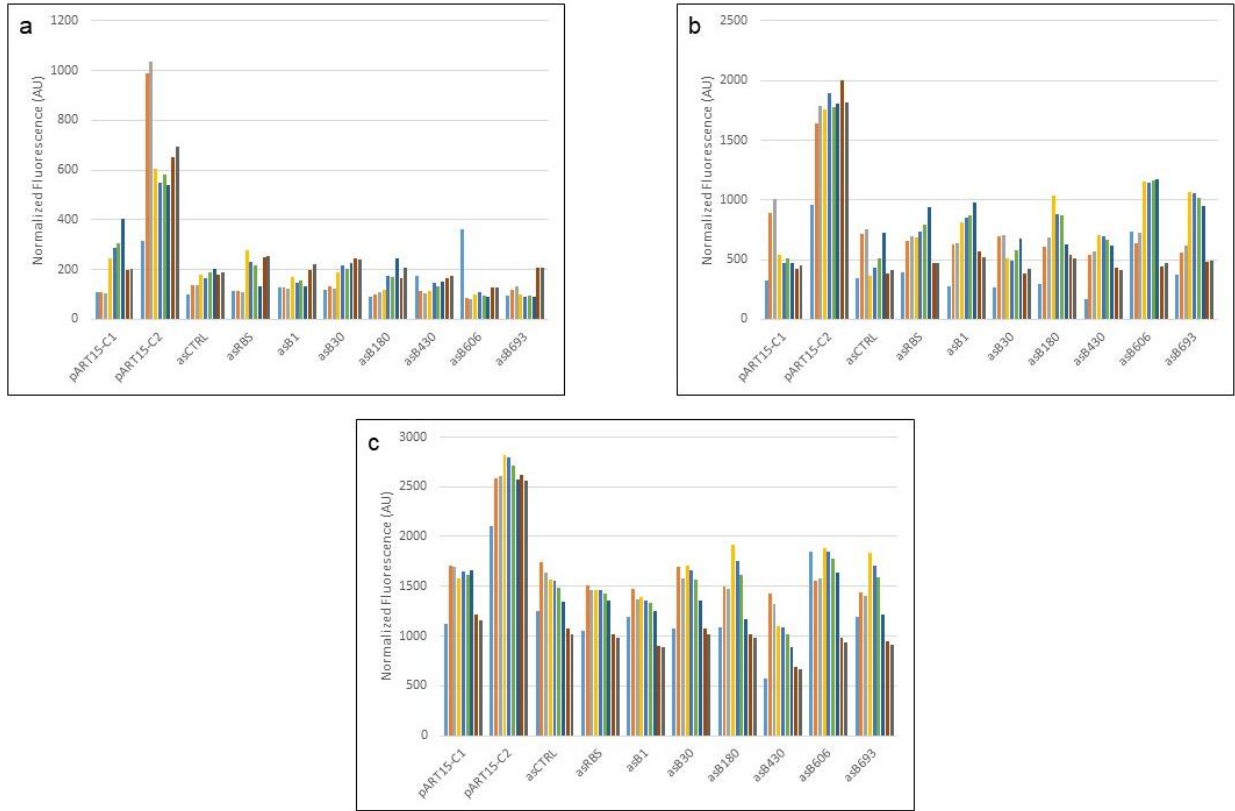 a
Normalized Fluorescence (AU)
1200
1000
800
600
400
200
0
pART15-C1
pART15-C2
asCTRL
asRBS
asB1
asB30
asB180
asB430
asB606
asB693
b
Normalized Fluorescence (AU)
2500
2000
1500
1000
500
0
pART15-C1
pART15-C2
asCTRL
asRBS
asB1
asB30
asB180
asB430
asB606
asB693
c
Normalized Fluorescence (AU)
3000
2500
2000
1500
1000
500
0
pART15-C1
pART15-C2
asCTRL
asRBS
asB1
asB30
asB180
asB430
asB606
asB693